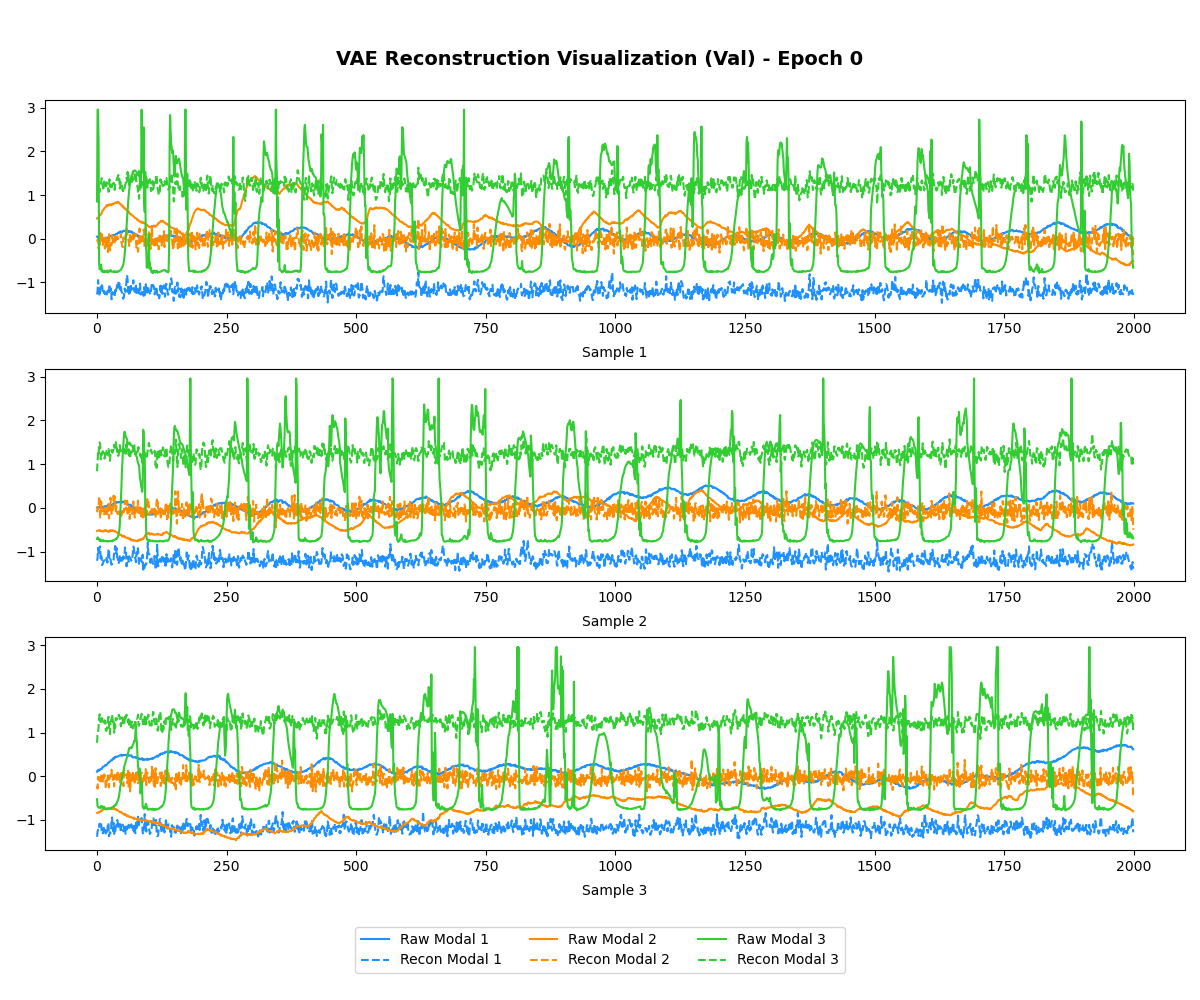 VAE Reconstruction Visualization (Val) - Epoch 0
3
2
1
0
−1
0 250 500 750 1000 1250 1500 1750 2000
Sample 1
3
2
1
0
−1
0 250 500 750 1000 1250 1500 1750 2000
Sample 2
3
2
1
0
−1
0 250 500 750 1000 1250 1500 1750 2000
Sample 3
Raw Modal 1 Raw Modal 2 Raw Modal 3
Recon Modal 1 Recon Modal 2 Recon Modal 3